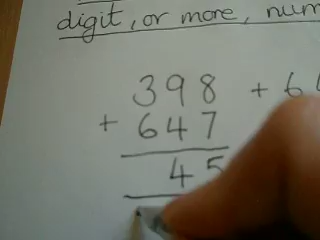 digit, or more, num
398 + 6
+ 647
45